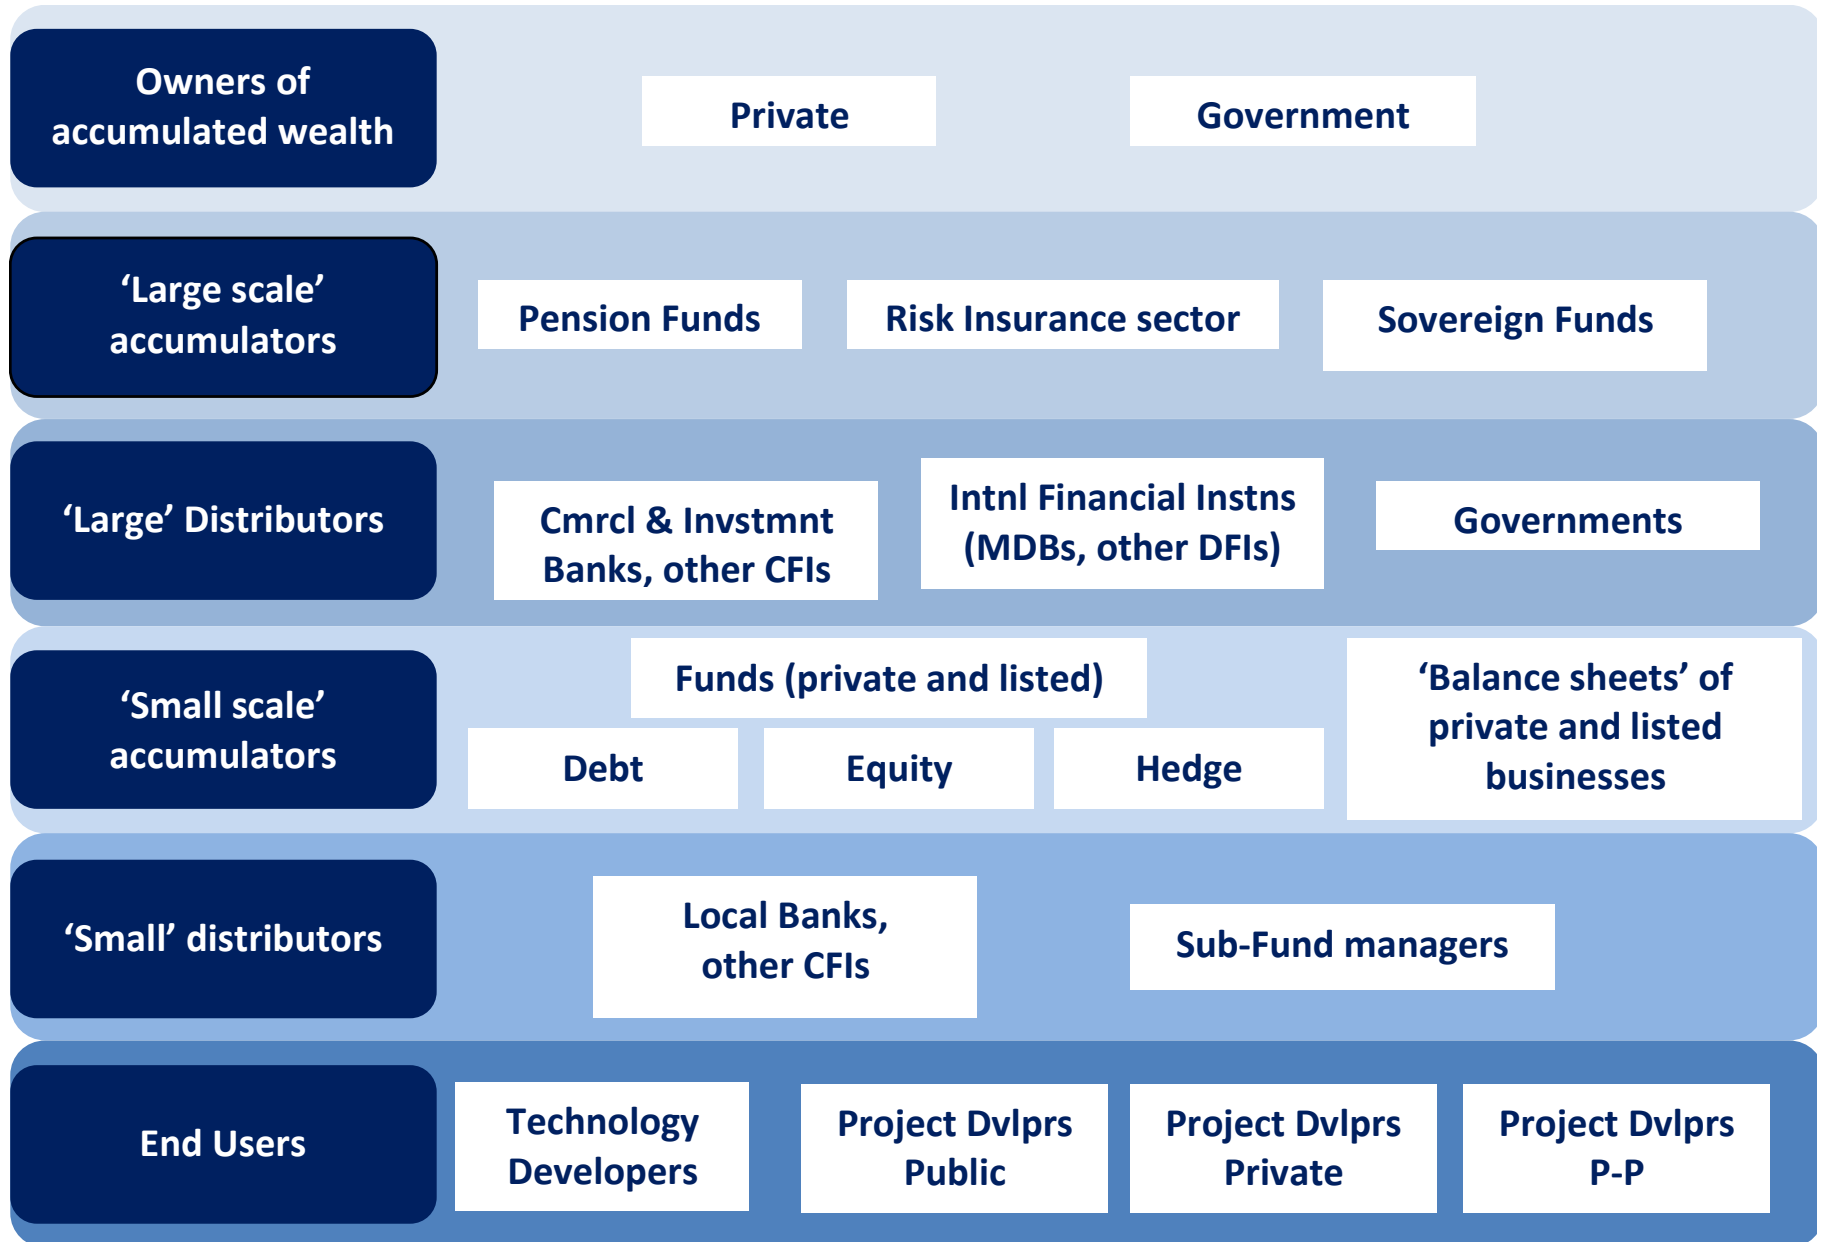 Owners of
accumulated wealth
Private
Government
‘Large scale’
accumulators
Pension Funds
Risk Insurance sector
Sovereign Funds
‘Large’ Distributors
Cmrcl & Invstmnt
Banks, other CFIs
Intnl Financial Instns
(MDBs, other DFIs)
Governments
‘Small scale’
accumulators
Funds (private and listed)
Debt
Equity
Hedge
‘Balance sheets’ of
private and listed
businesses
‘Small’ distributors
Local Banks,
other CFIs
Sub-Fund managers
End Users
Technology
Developers
Project Dvlprs
Public
Project Dvlprs
Private
Project Dvlprs
P-P